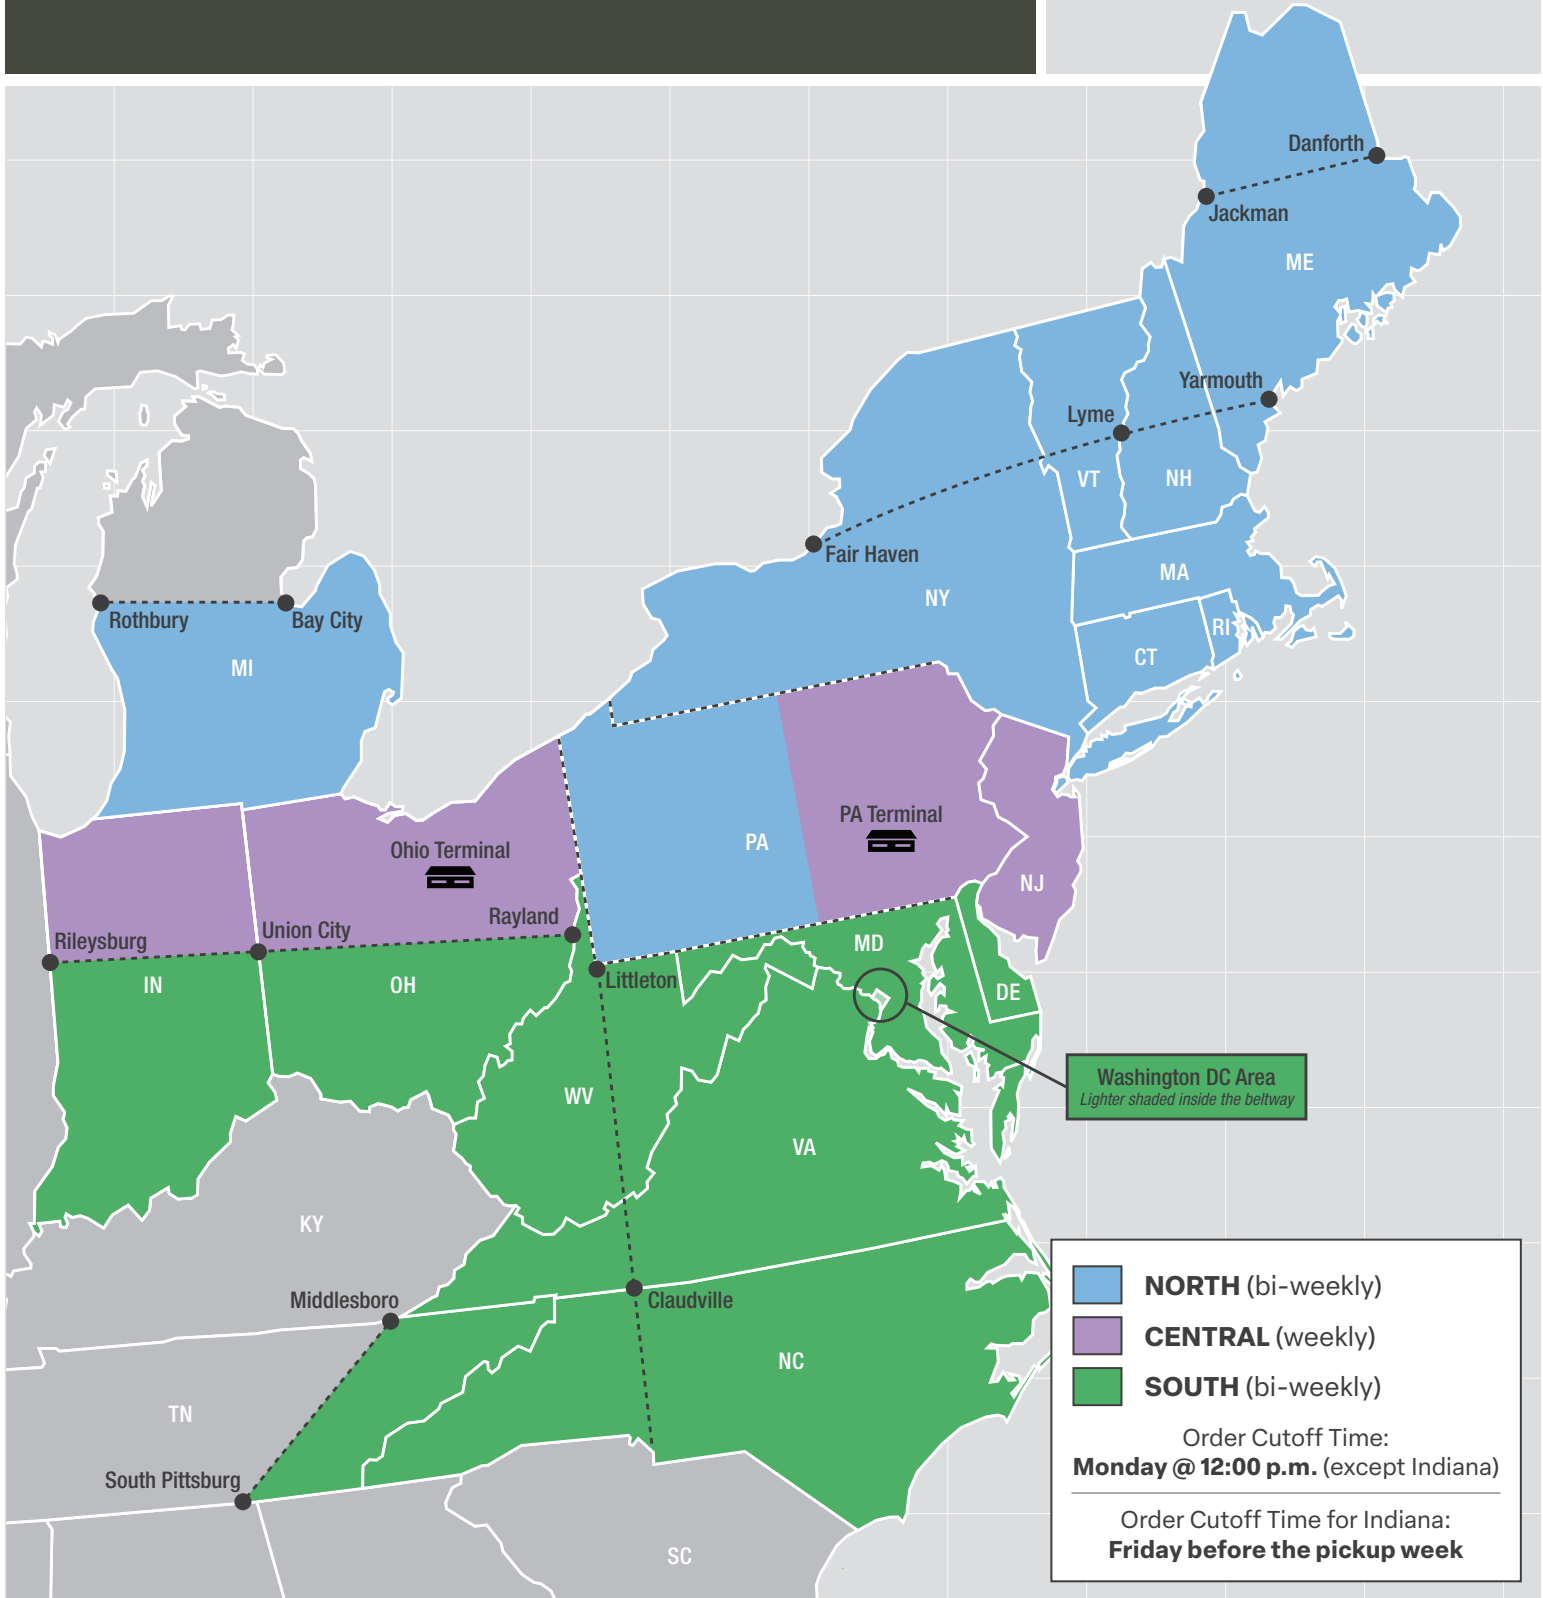 Danforth
Jackman
ME
Yarmouth
Lyme
VT
NH
Fair Haven
MA
NY
RI
CT
Rothbury
Bay City
MI
PA Terminal
PA
Ohio Terminal
NJ
Rayland
Union City
Rileysburg
MD
Littleton
IN
OH
DE
Washington DC Area
Lighter shaded inside the beltway
WV
VA
KY
Middlesboro
Claudville
NC
TN
South Pittsburg
SC
NORTH (bi-weekly)
CENTRAL (weekly)
SOUTH (bi-weekly)
Order Cutoff Time:
Monday @ 12:00 p.m. (except Indiana)
Order Cutoff Time for Indiana:
Friday before the pickup week